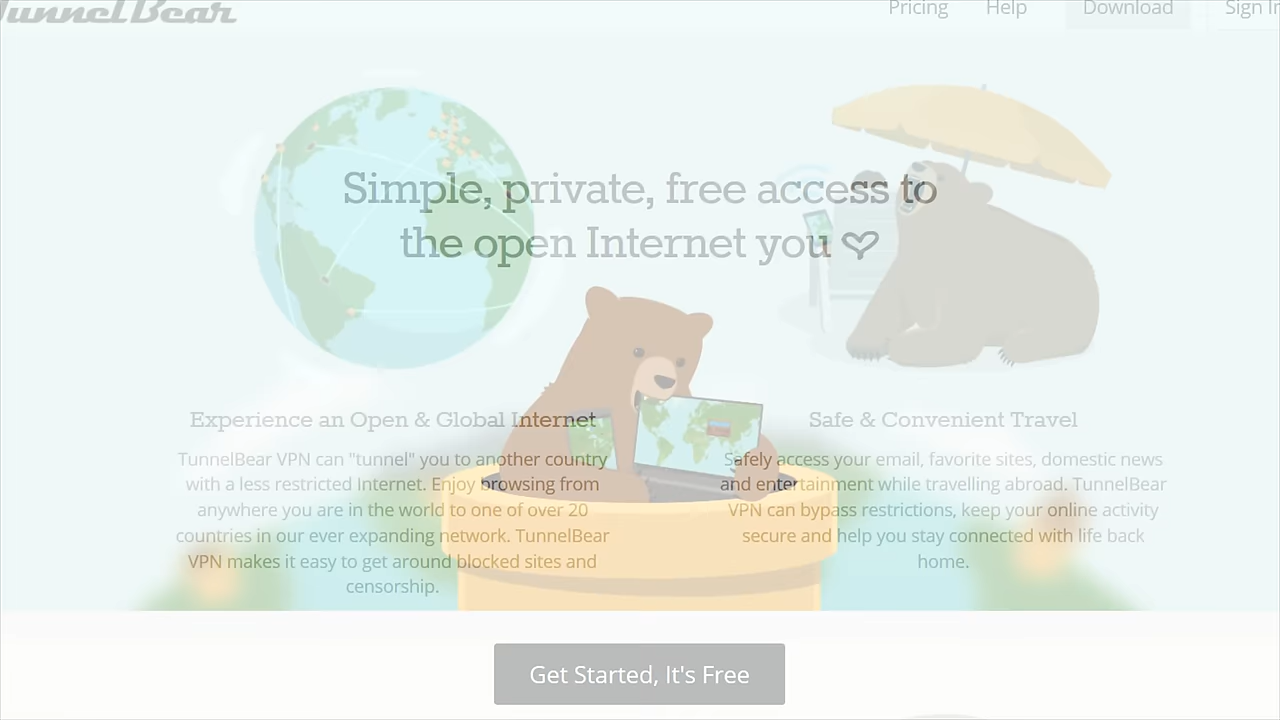 TunnelBear
Pricing Help Download Sign In
Simple, private, free access to
the open Internet you
Experience an Open & Global Internet
TunnelBear VPN can "tunnel" you to another country
with a less restricted Internet. Enjoy browsing from
anywhere you are in the world to one of over 20
countries in our ever expanding network. TunnelBear
VPN makes it easy to get around blocked sites and
censorship.
Safe & Convenient Travel
Safely access your email, favorite sites, domestic news
and entertainment while travelling abroad. TunnelBear
VPN can bypass restrictions, keep your online activity
secure and help you stay connected with life back
home.
Get Started, It's Free